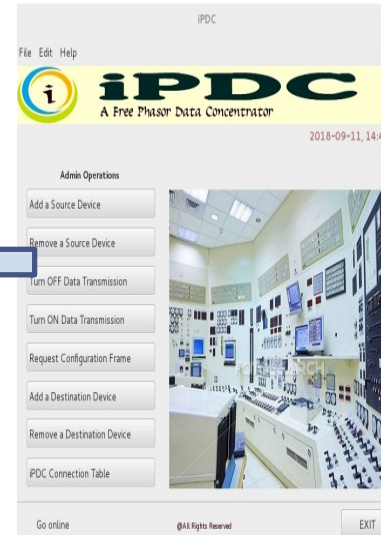 iPDC
File Edit Help
i
iPDC
A Free Phasor Data Concentrator
2018-09-11, 14:4
Admin Operations
Add a Source Device
Remove a Source Device
Turn OFF Data Transmission
Turn ON Data Transmission
Request Configuration Frame
Add a Destination Device
Remove a Destination Device
iPDC Connection Table
Go online
@All Rights Reserved
EXIT